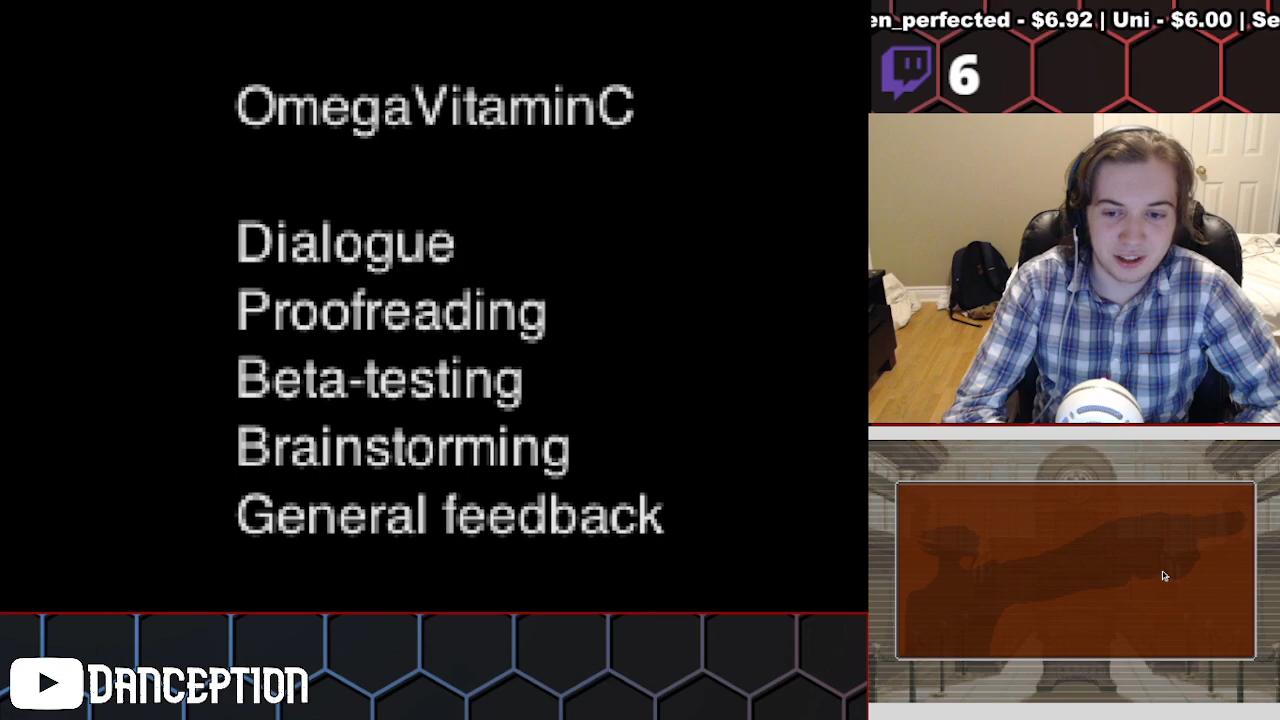 en_perfected - $6.92 | Uni - $6.00 | Se
6
OmegaVitaminC
Dialogue
Proofreading
Beta-testing
Brainstorming
General feedback
DANCEPTION